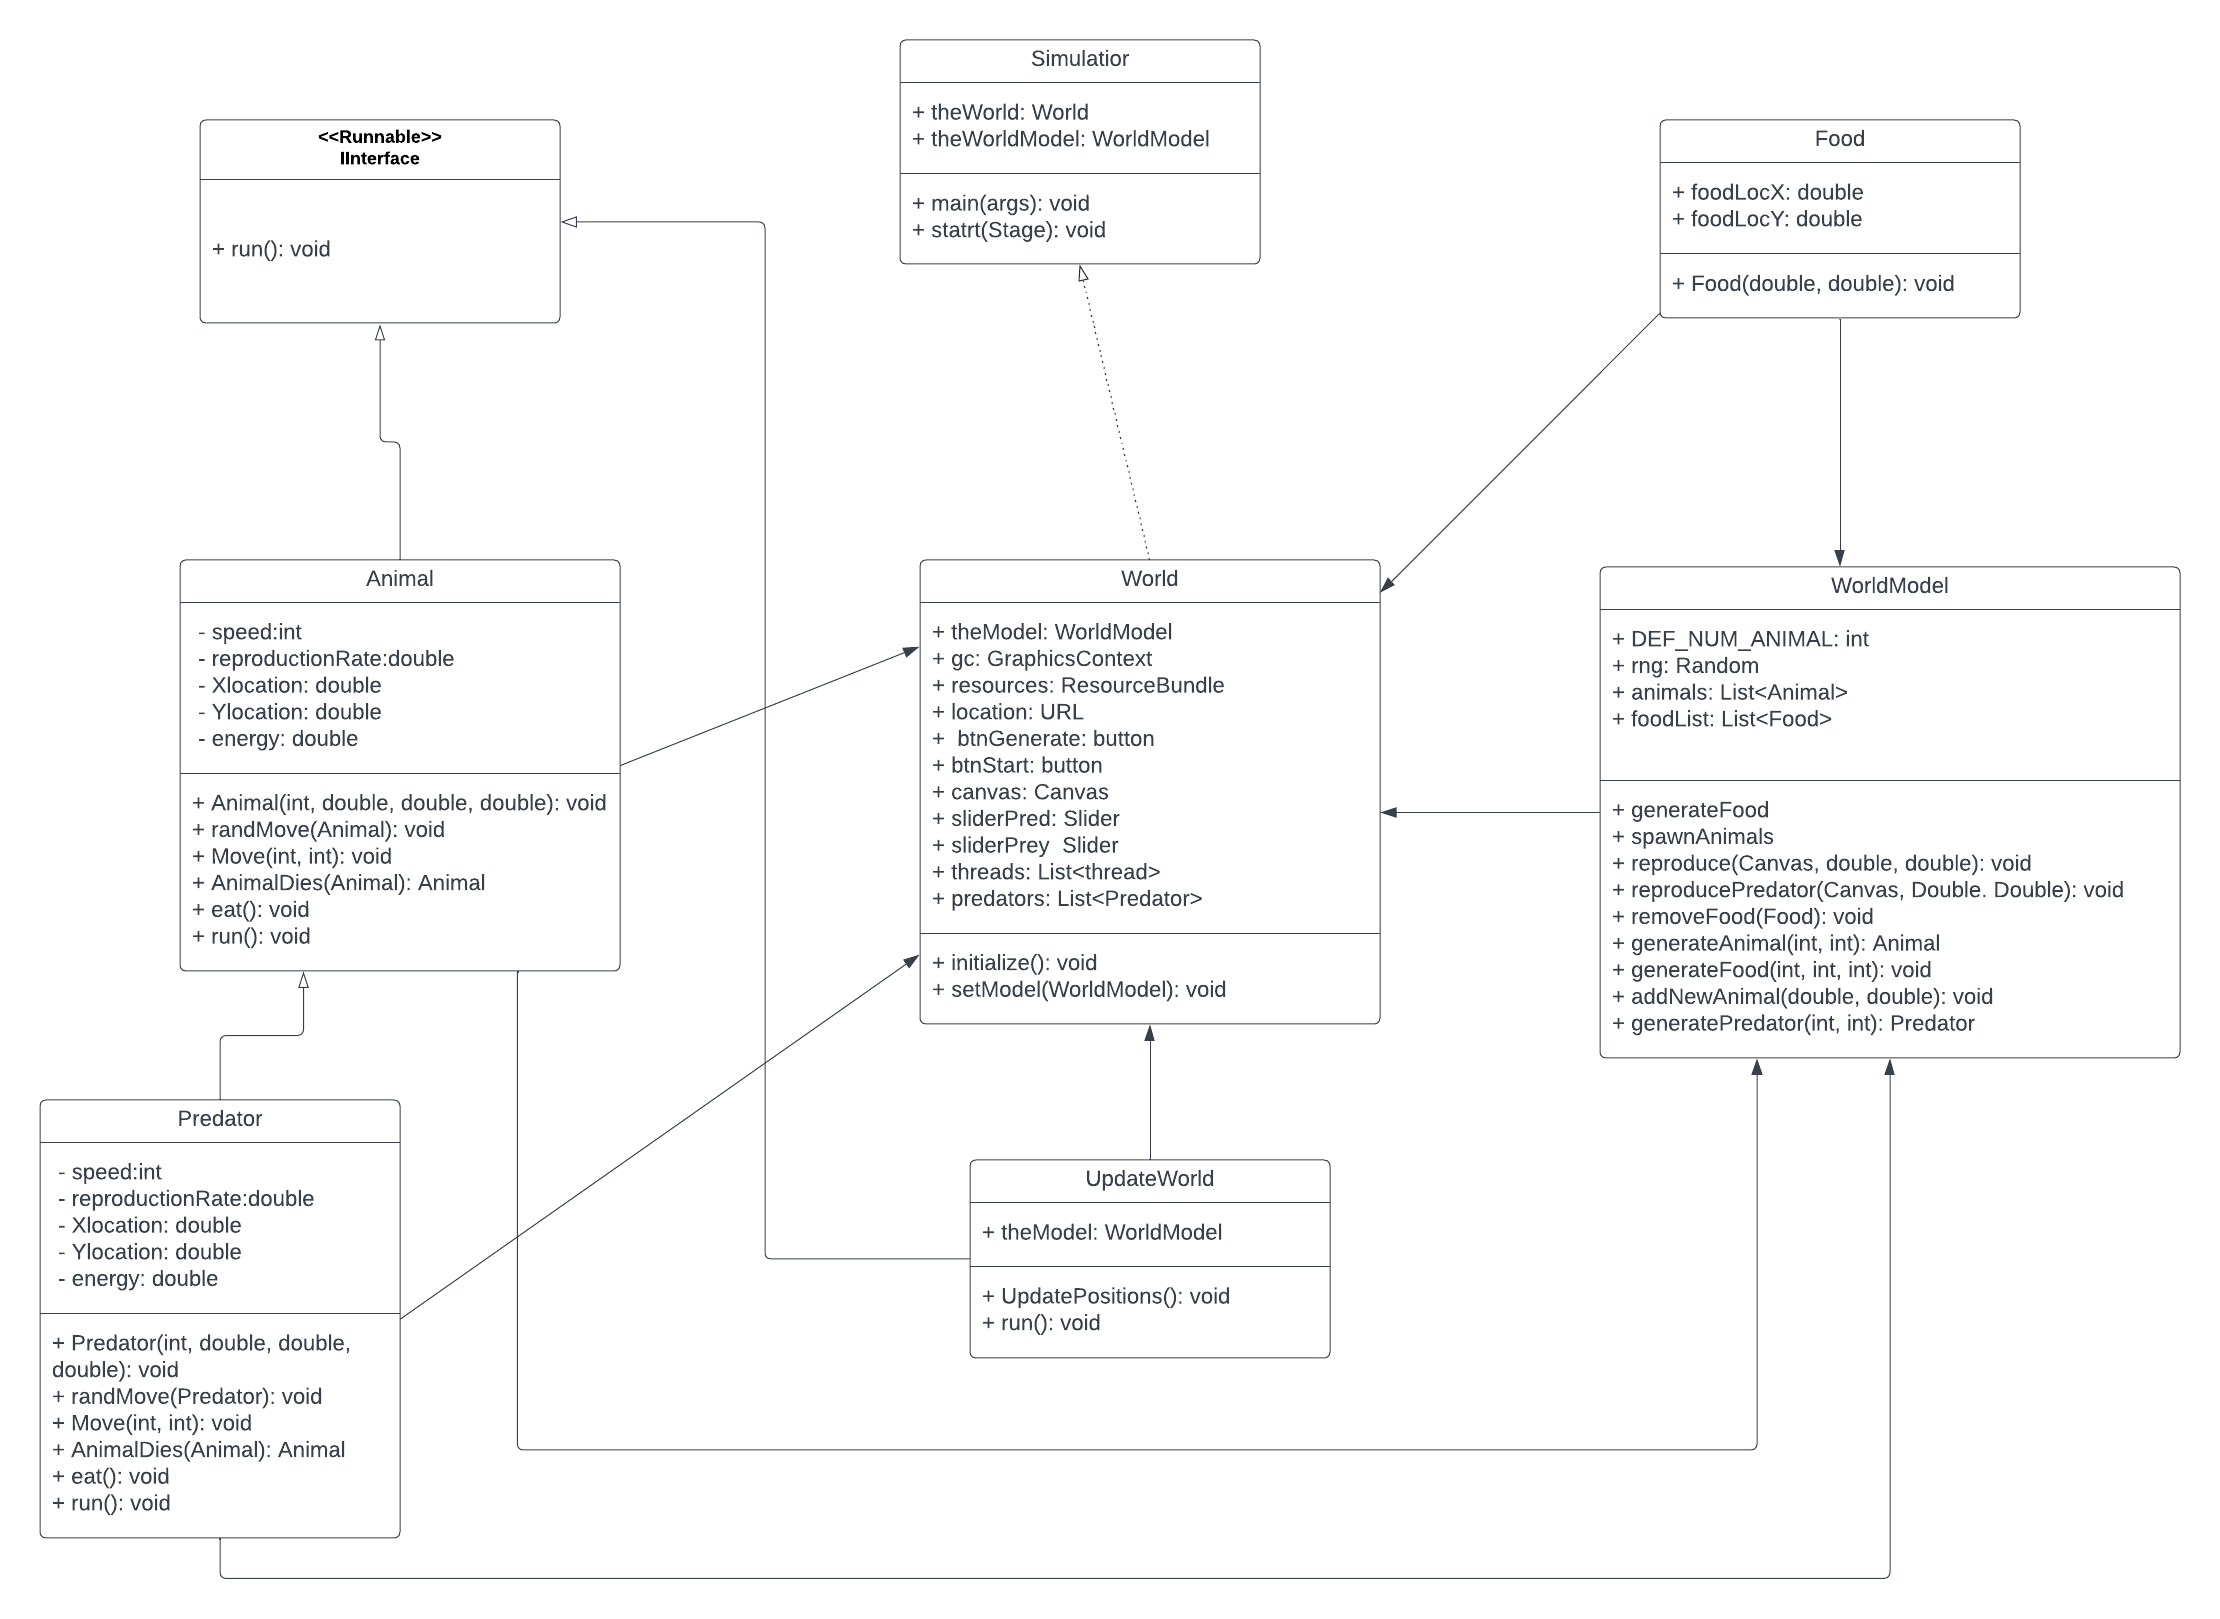 Simulatior
+ theWorld: World
+ theWorldModel: WorldModel
+ main(args): void
+ statrt(Stage): void
<<Runnable>>
IInterface
+ run(): void
Food
+ foodLocX: double
+ foodLocY: double
+ Food(double, double): void
Animal
- speed:int
- reproductionRate:double
- Xlocation: double
- Ylocation: double
- energy: double
+ Animal(int, double, double, double): void
+ randMove(Animal): void
+ Move(int, int): void
+ AnimalDies(Animal): Animal
+ eat(): void
+ run(): void
World
+ theModel: WorldModel
+ gc: GraphicsContext
+ resources: ResourceBundle
+ location: URL
+  btnGenerate: button
+ btnStart: button
+ canvas: Canvas
+ sliderPred: Slider
+ sliderPrey  Slider
+ threads: List<thread>
+ predators: List<Predator>
+ initialize(): void
+ setModel(WorldModel): void
WorldModel
+ DEF_NUM_ANIMAL: int
+ rng: Random
+ animals: List<Animal>
+ foodList: List<Food>
+ generateFood
+ spawnAnimals
+ reproduce(Canvas, double, double): void
+ reproducePredator(Canvas, Double. Double): void
+ removeFood(Food): void
+ generateAnimal(int, int): Animal
+ generateFood(int, int, int): void
+ addNewAnimal(double, double): void
+ generatePredator(int, int): Predator
Predator
- speed:int
- reproductionRate:double
- Xlocation: double
- Ylocation: double
- energy: double
+ Predator(int, double, double,
double): void
+ randMove(Predator): void
+ Move(int, int): void
+ AnimalDies(Animal): Animal
+ eat(): void
+ run(): void
UpdateWorld
+ theModel: WorldModel
+ UpdatePositions(): void
+ run(): void